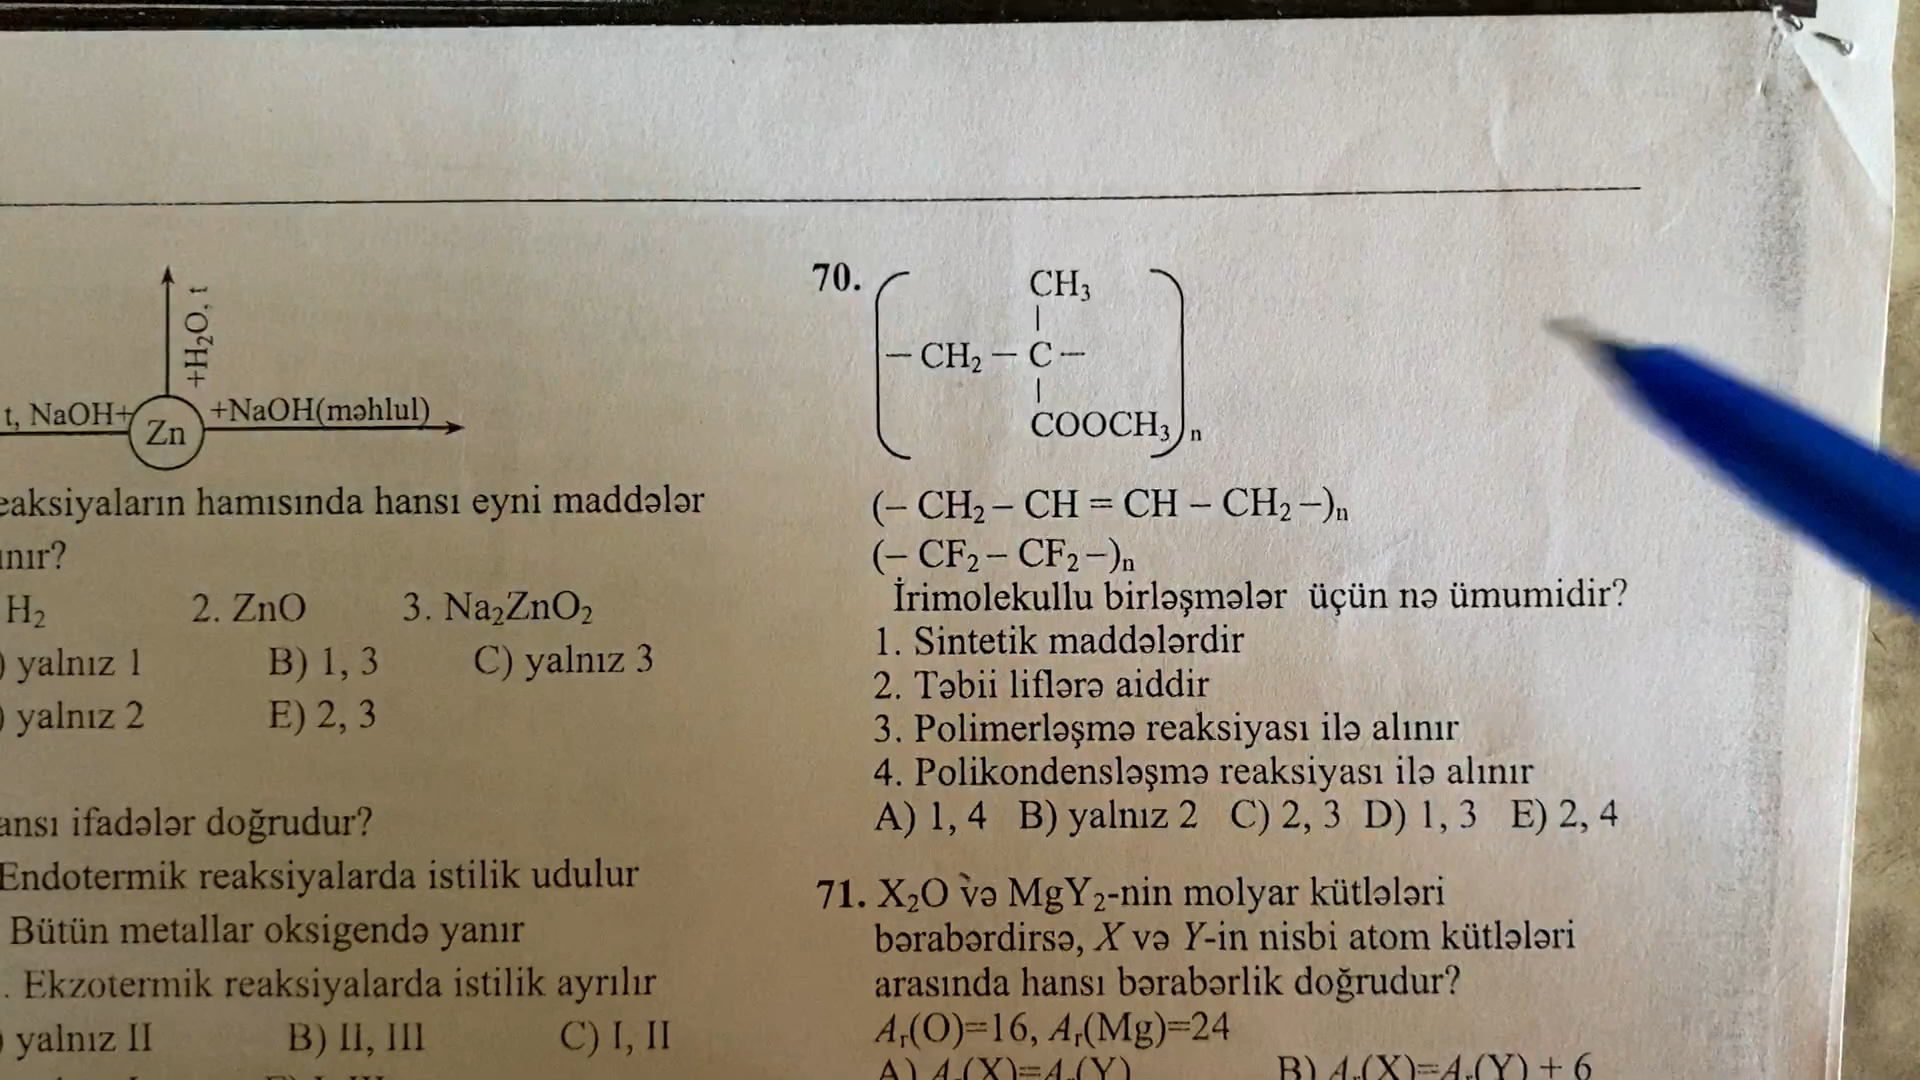 +H₂O, t
t, NaOH+
Zn
+NaOH(məhlul)
hamısında hansı eyni maddələr
H₂ 2. ZnO 3. Na₂ZnO₂
yalnız 1 B) 1, 3 C) yalnız 3
yalnız 2 E) 2, 3
ifadələr doğrudur?
Endotermik reaksiyalarda istilik udulur
Bütün metallar oksigendə yanır
. Ekzotermik reaksiyalarda istilik ayrılır
yalnız II B) II, III C) I, II
70.
CH₃
|
– CH₂ – C –
|
COOCH₃
n
(– CH₂ – CH = CH – CH₂ –)ₙ
(– CF₂ – CF₂ –)ₙ
İrimolekullu birləşmələr üçün nə ümumidir?
1. Sintetik maddələrdir
2. Təbii liflərə aiddir
3. Polimerləşmə reaksiyası ilə alınır
4. Polikondensləşmə reaksiyası ilə alınır
A) 1, 4 B) yalnız 2 C) 2, 3 D) 1, 3 E) 2, 4
71. X₂O və MgY₂-nin molyar kütlələri
bərabərdirsə, X və Y-in nisbi atom kütlələri
arasında hansı bərabərlik doğrudur?
Aᵣ(O)=16, Aᵣ(Mg)=24
A) Aᵣ(X)=Aᵣ(Y) B) Aᵣ(X)=Aᵣ(Y) + 6